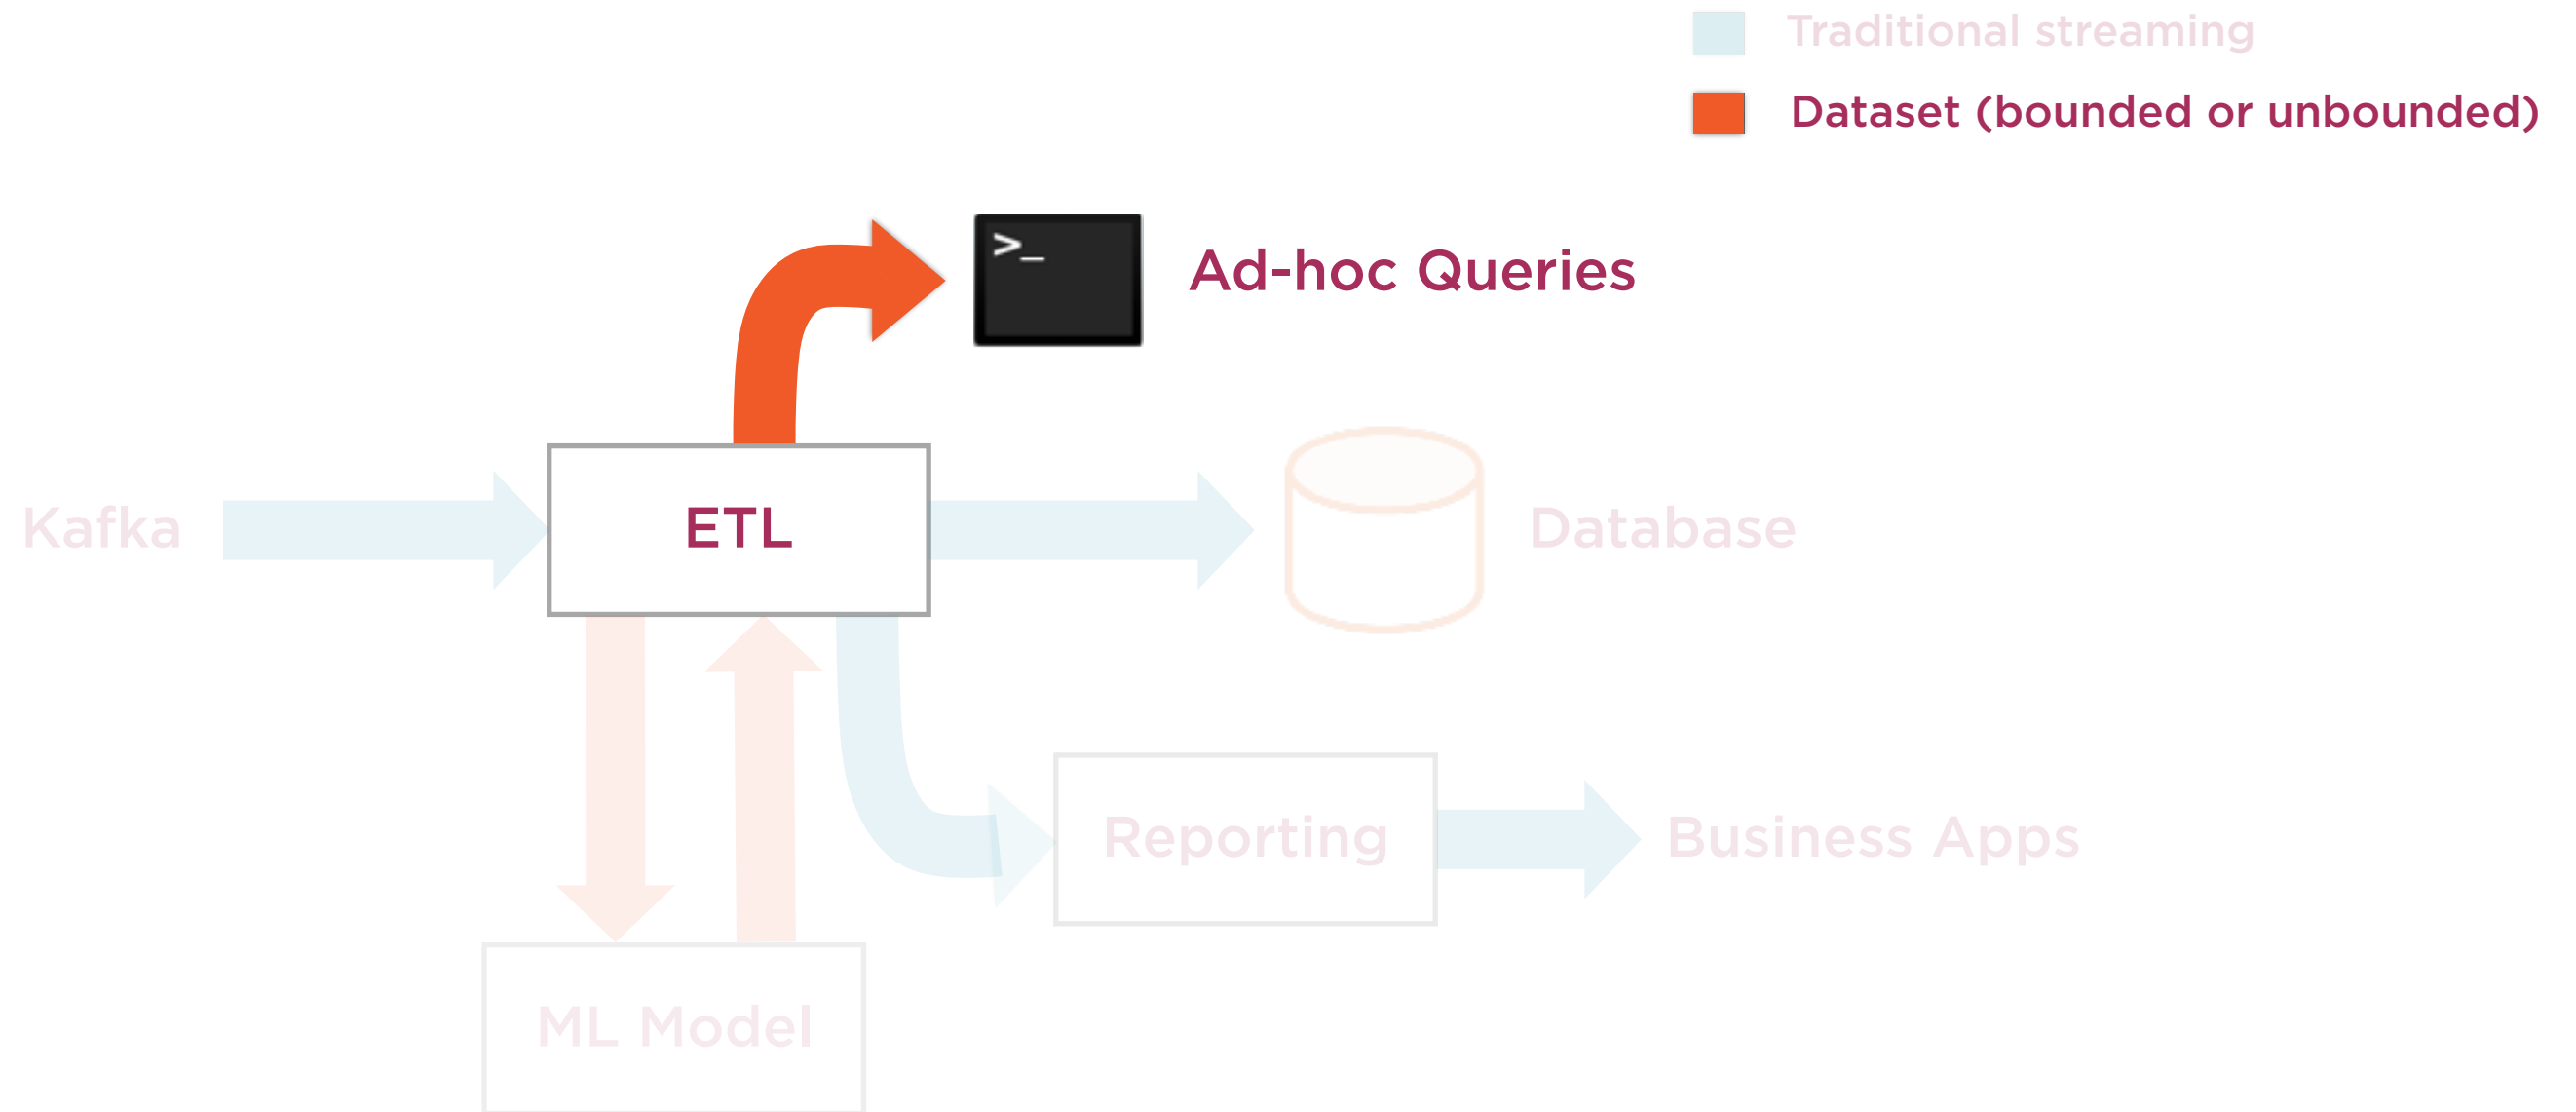 Traditional streaming
Dataset (bounded or unbounded)
>_
Ad-hoc Queries
Kafka
ETL
Database
Reporting
Business Apps
ML Model